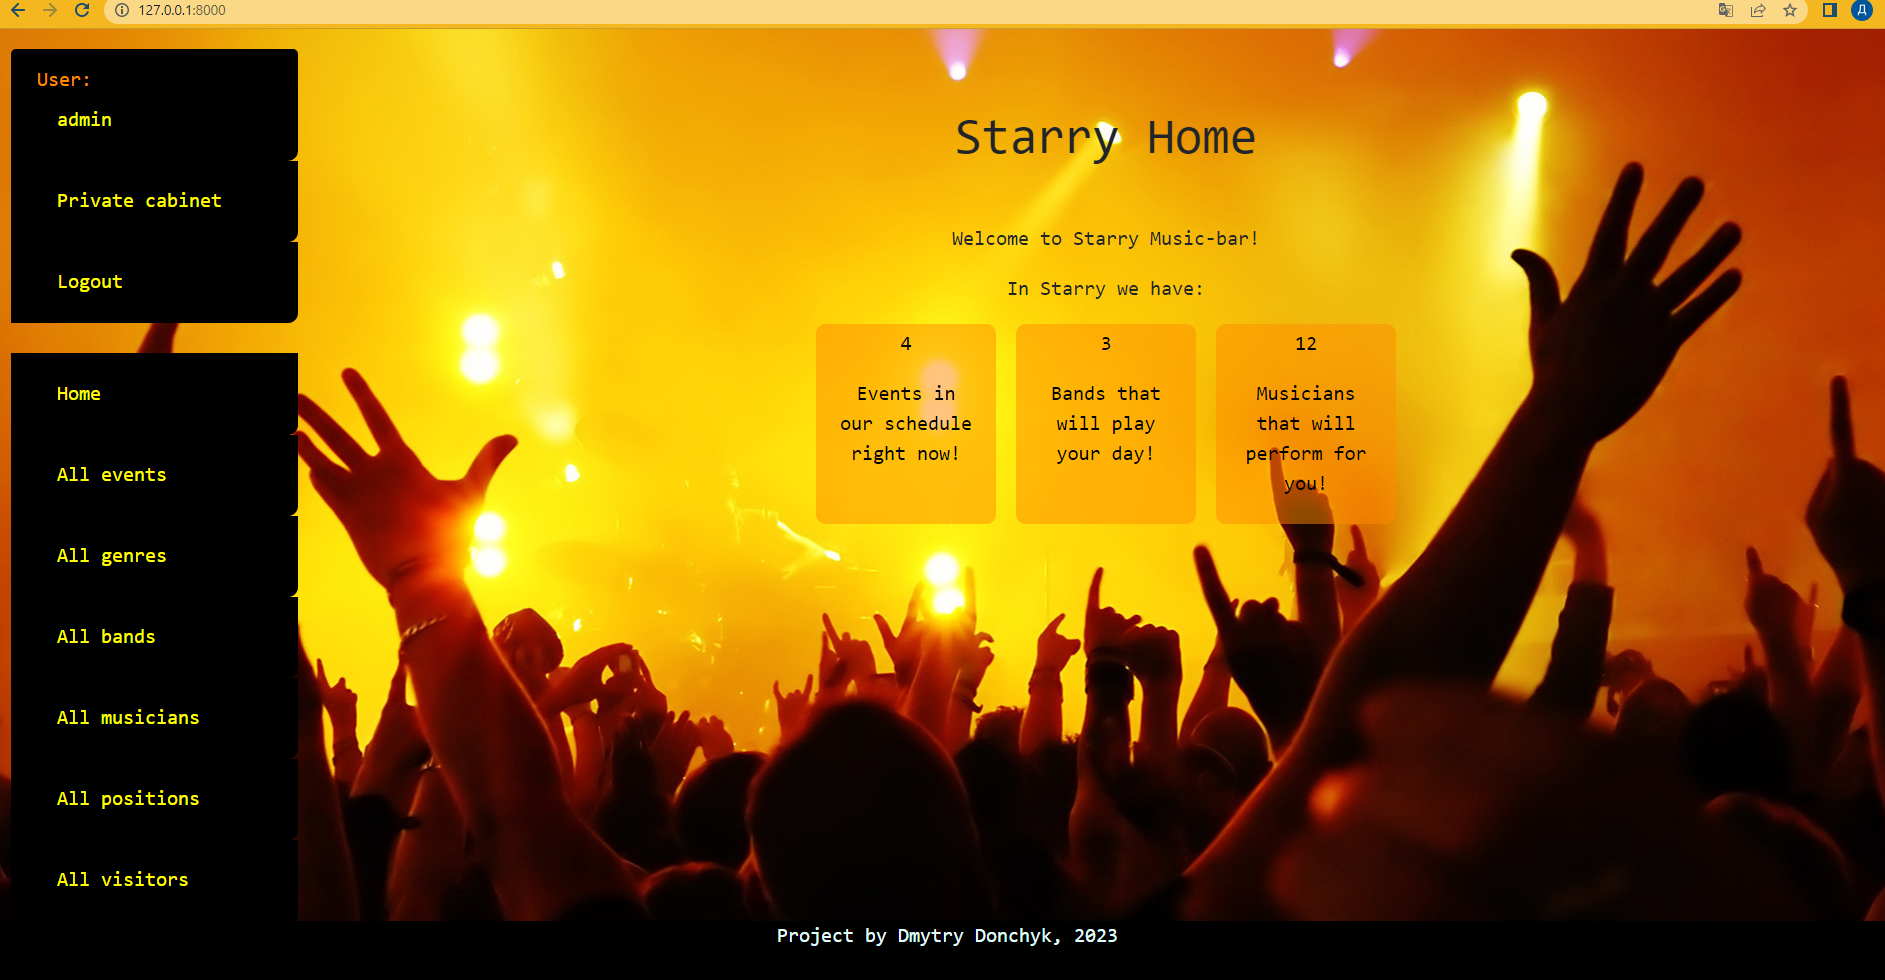 127.0.0.1:8000
Д
User:
admin
Private cabinet
Logout
Home
All events
All genres
All bands
All musicians
All positions
All visitors
Starry Home
Welcome to Starry Music-bar!
In Starry we have:
4
Events in
our schedule
right now!
3
Bands that
will play
your day!
12
Musicians
that will
perform for
you!
Project by Dmytry Donchyk, 2023